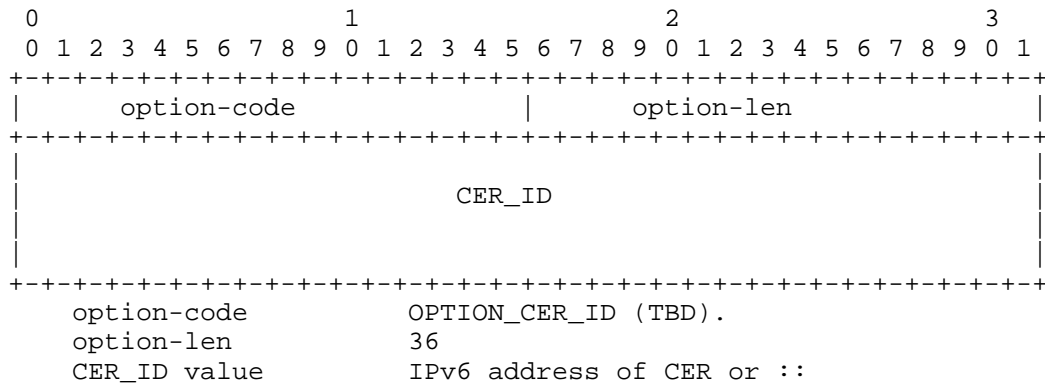 0                   1                   2                   3
 0 1 2 3 4 5 6 7 8 9 0 1 2 3 4 5 6 7 8 9 0 1 2 3 4 5 6 7 8 9 0 1
+-+-+-+-+-+-+-+-+-+-+-+-+-+-+-+-+-+-+-+-+-+-+-+-+-+-+-+-+-+-+-+-+
|      option-code              |      option-len               |
+-+-+-+-+-+-+-+-+-+-+-+-+-+-+-+-+-+-+-+-+-+-+-+-+-+-+-+-+-+-+-+-+
|                                                               |
|                           CER_ID                              |
|                                                               |
|                                                               |
+-+-+-+-+-+-+-+-+-+-+-+-+-+-+-+-+-+-+-+-+-+-+-+-+-+-+-+-+-+-+-+-+
    option-code          OPTION_CER_ID (TBD).
    option-len           36
    CER_ID value         IPv6 address of CER or ::